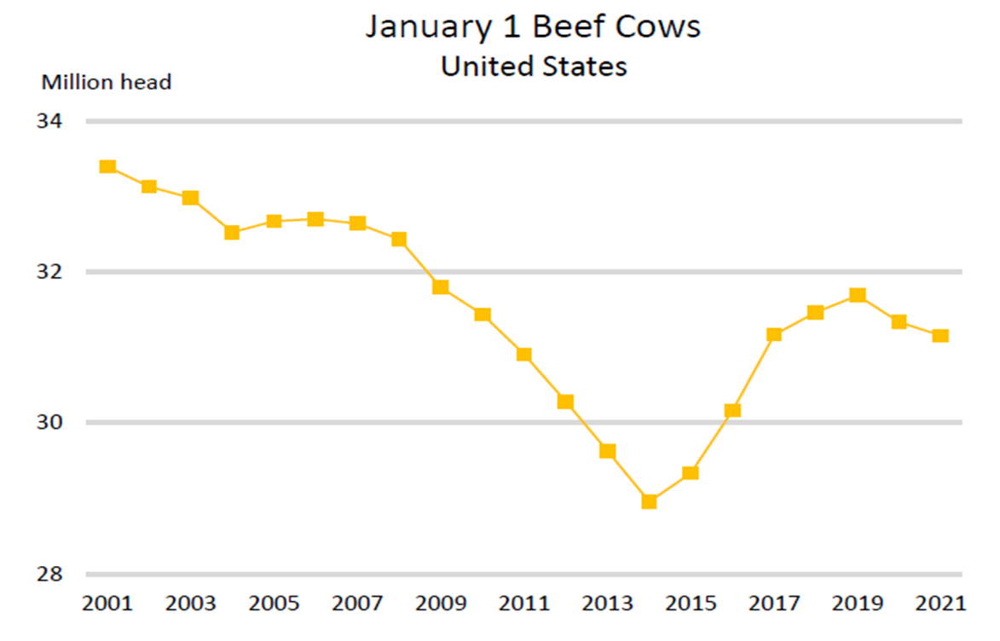 January 1 Beef Cows
United States
Million head
34
32
30
28
2001 2003 2005 2007 2009 2011 2013 2015 2017 2019 2021